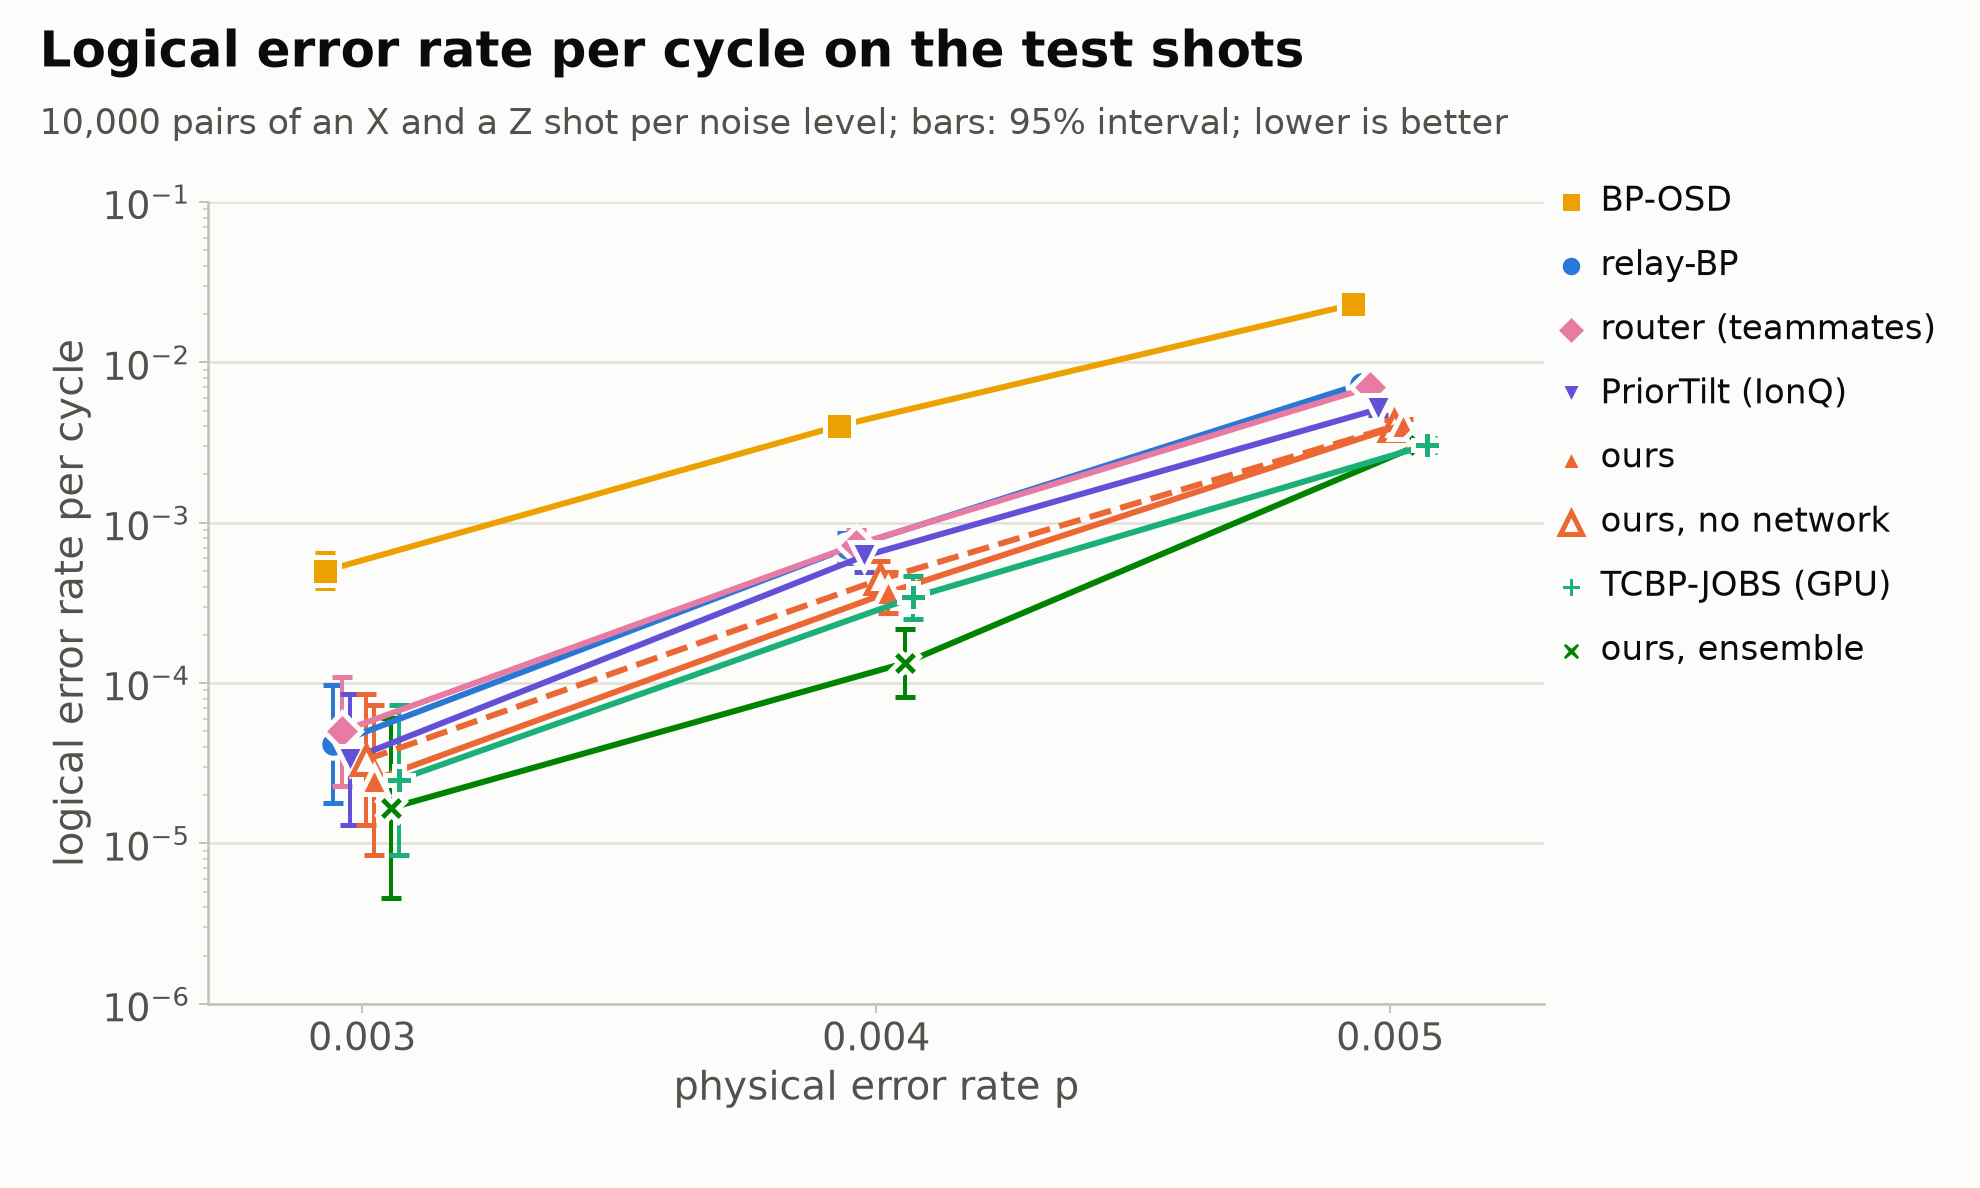 Logical error rate per cycle on the test shots
10,000 pairs of an X and a Z shot per noise level; bars: 95% interval; lower is better
logical error rate per cycle
10⁻¹
10⁻²
10⁻³
10⁻⁴
10⁻⁵
10⁻⁶
0.003
0.004
0.005
physical error rate p
BP-OSD
relay-BP
router (teammates)
PriorTilt (IonQ)
ours
ours, no network
TCBP-JOBS (GPU)
ours, ensemble